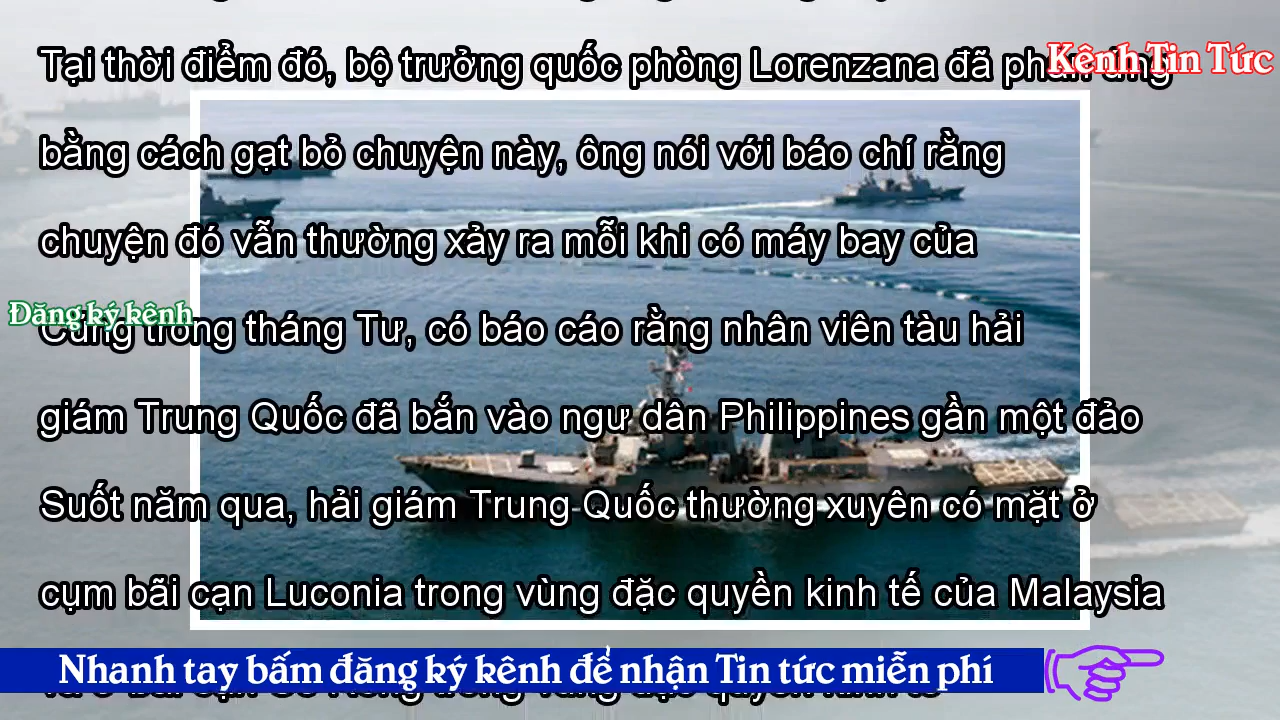 Tại thời điểm đó, bộ trưởng quốc phòng Lorenzana đã phản ứng
Kênh Tin Tức
bằng cách gạt bỏ chuyện này, ông nói với báo chí rằng
chuyện đó vẫn thường xảy ra mỗi khi có máy bay của
Đăng ký kênh
Cũng trong tháng Tư, có báo cáo rằng nhân viên tàu hải
giám Trung Quốc đã bắn vào ngư dân Philippines gần một đảo
Suốt năm qua, hải giám Trung Quốc thường xuyên có mặt ở
cụm bãi cạn Luconia trong vùng đặc quyền kinh tế của Malaysia
Nhanh tay bấm đăng ký kênh để nhận Tin tức miễn phí